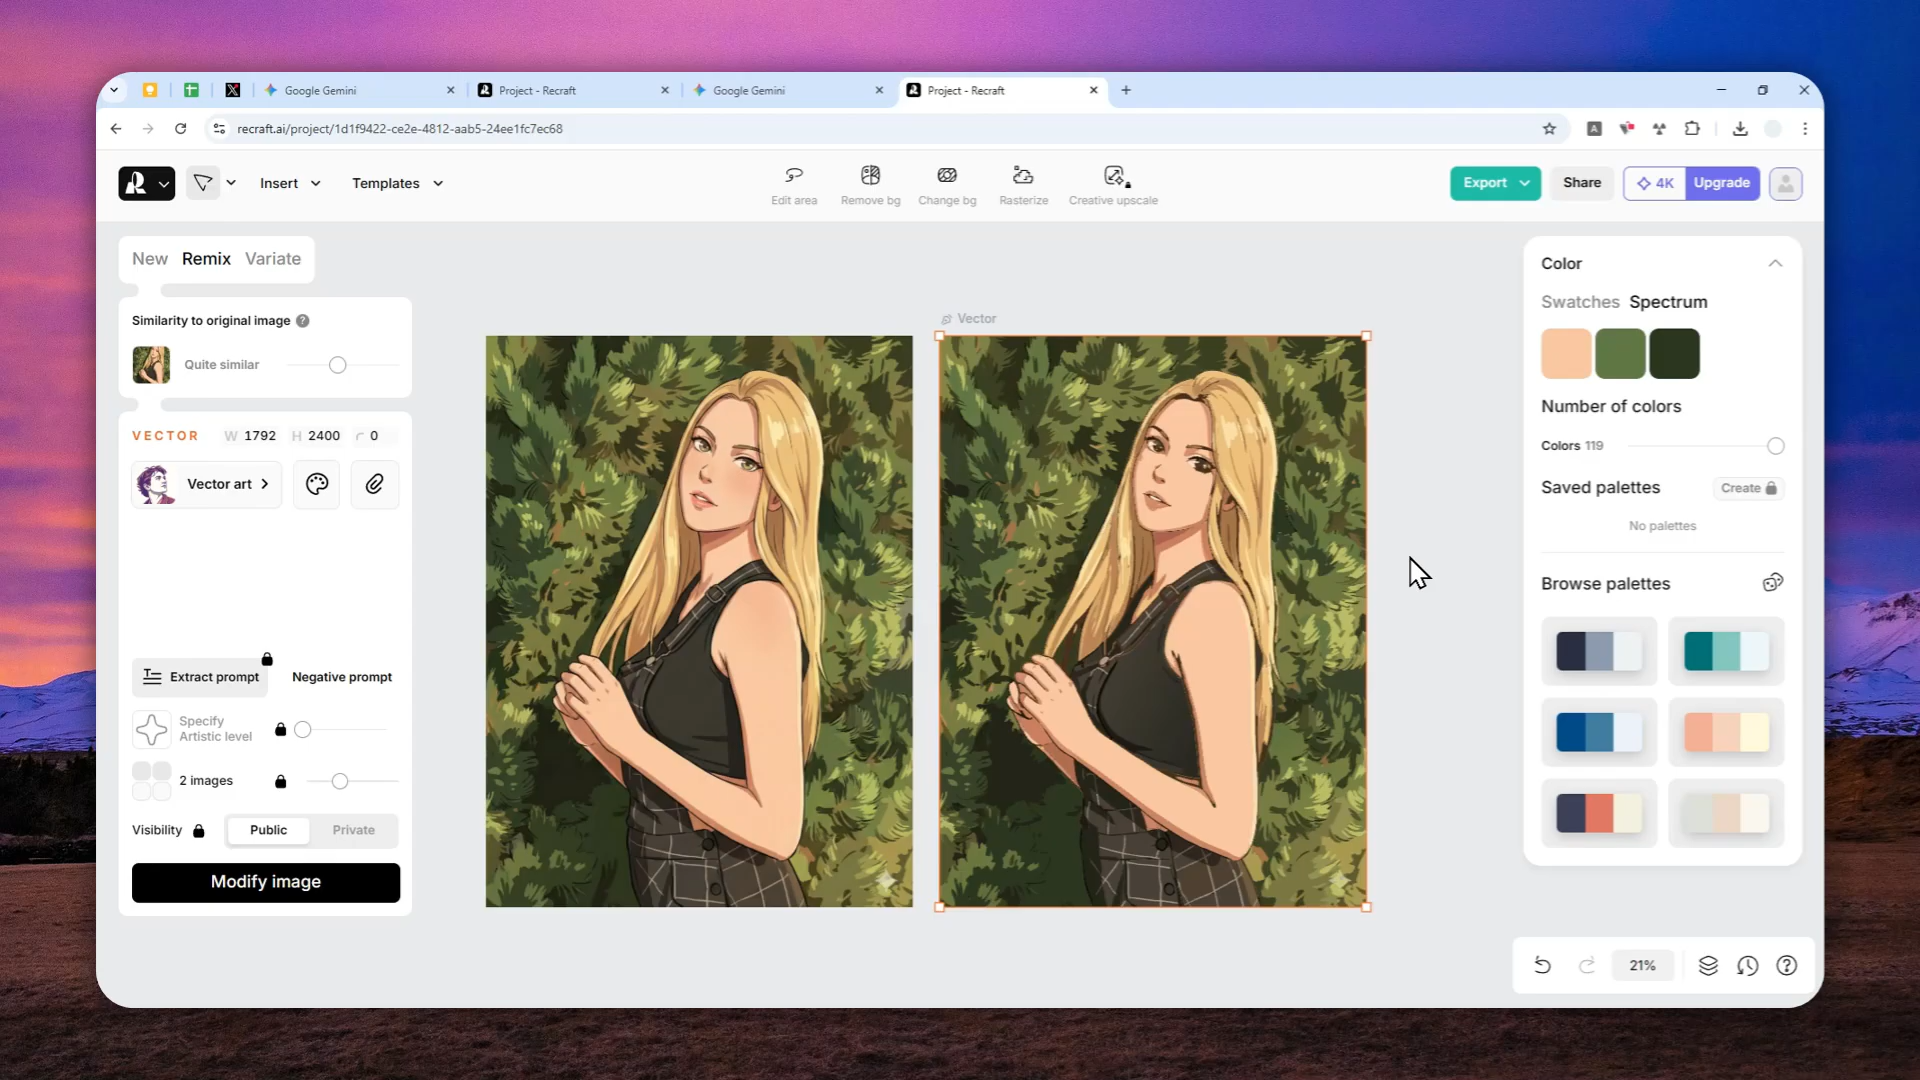 Google Gemini
Project - Recraft
Google Gemini
Project - Recraft
recraft.ai/project/1d1f9422-ce2e-4812-aab5-24ee1fc7ec68
A
Insert
Templates
Edit area
Remove bg
Change bg
Rasterize
Creative upscale
Export
Share
4K
Upgrade
New Remix Variate
Similarity to original image ?
Quite similar
VECTOR W 1792 H 2400 0
Vector art
Extract prompt
Negative prompt
Specify
Artistic level
2 images
Visibility
Public
Private
Modify image
Vector
Color
Swatches Spectrum
Number of colors
Colors 119
Saved palettes
Create
No palettes
Browse palettes
21%
?